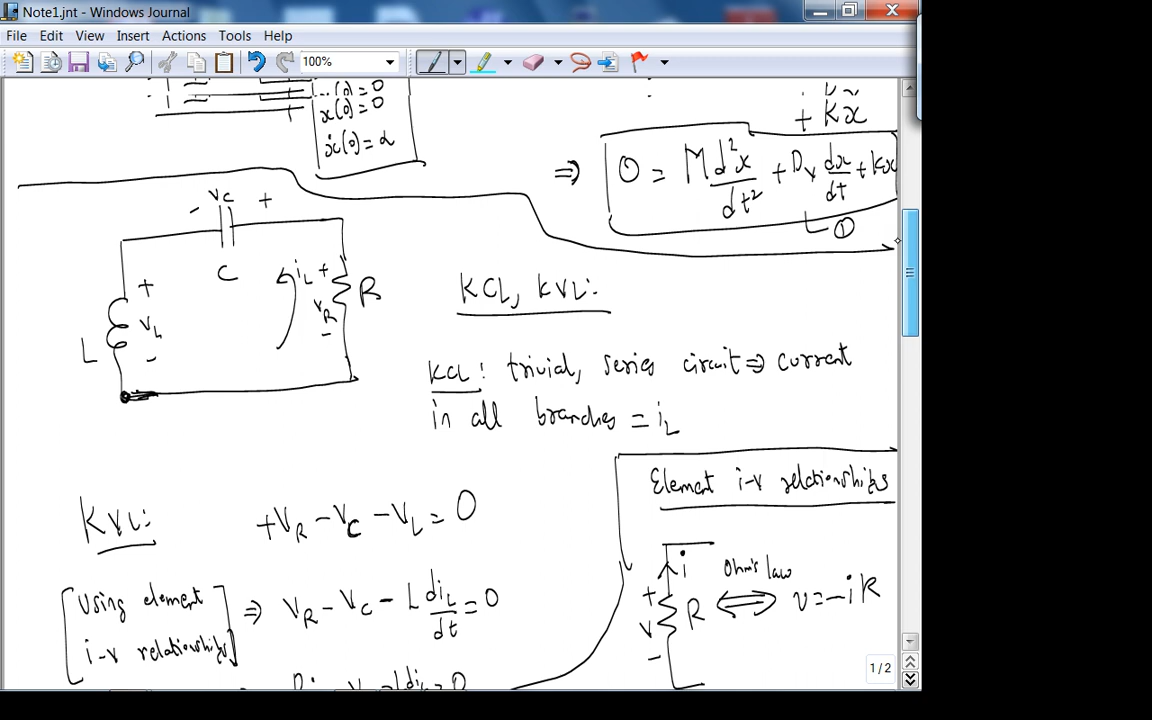 Note1.jnt - Windows Journal
File Edit View Insert Actions Tools Help
100%
x(0)=0
ẋ(0)=α
+ Kx
⇒ 0 = M d²x/dt² + Dv dx/dt + Kx
①
- VC +
C
+ VL -
L
iL
+ VR -
R
KCL, KVL:
KCL: trivial, series circuit ⇒ current
in all branches = iL
Element i-v relationships
KVL: +VR - VC - VL = 0
[Using element
i-v relationships] ⇒ VR - VC - L diL/dt = 0
i
+ V -
R
Ohm's law
⇔ v = -iR
1/2